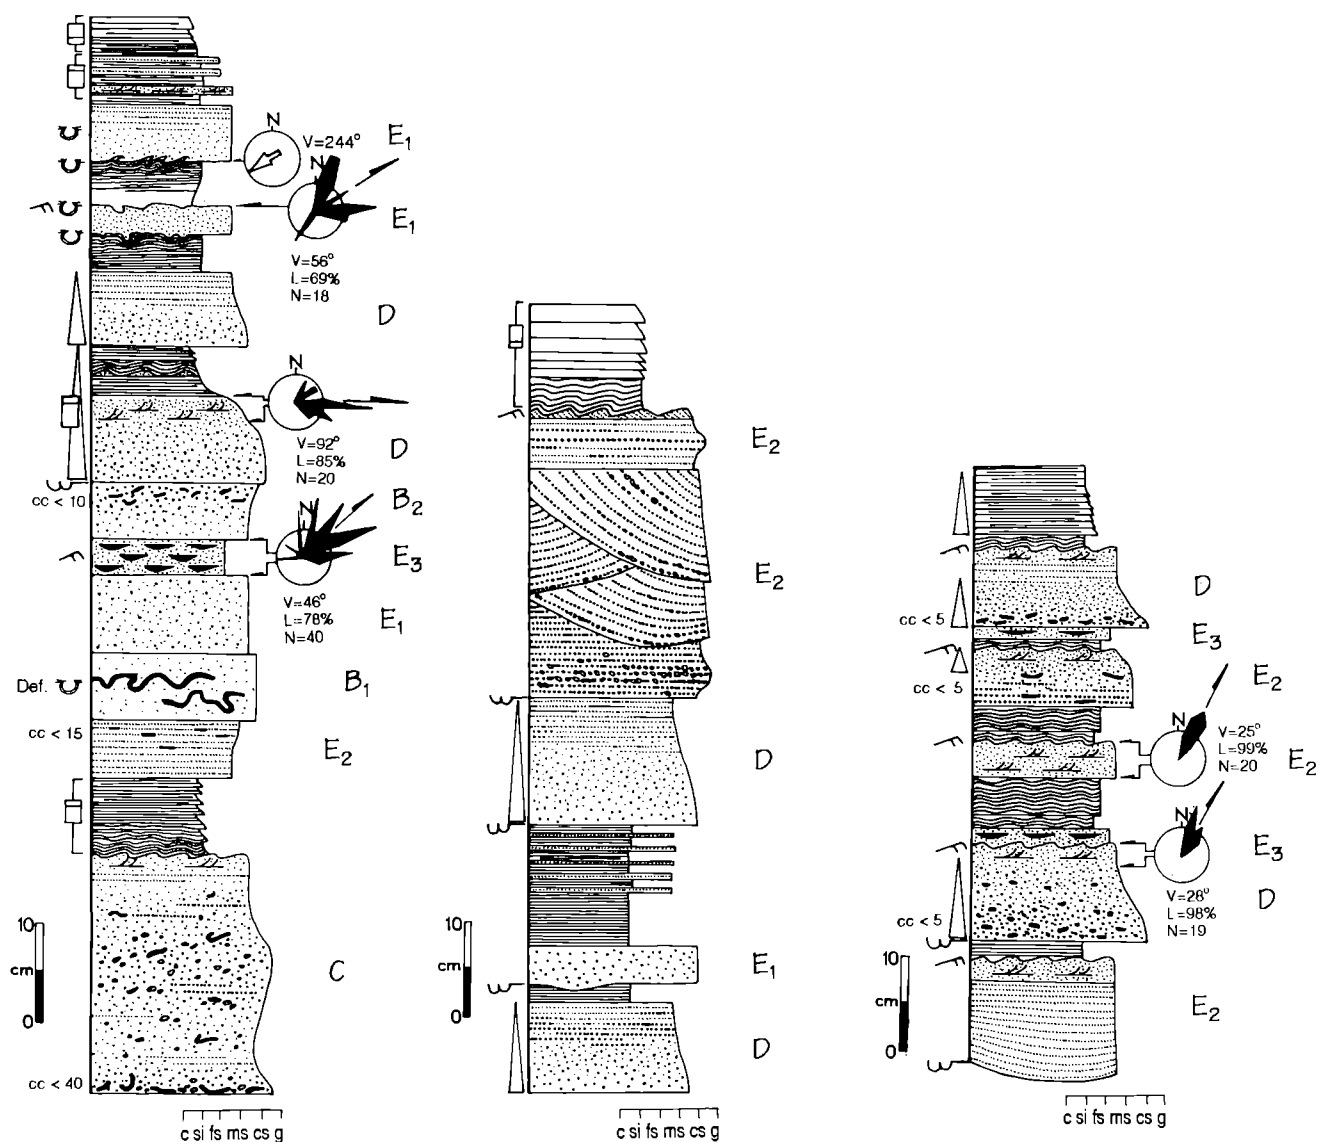 N
V=244°
N
E₁
E₁
V=56°
L=69%
N=18
D
N
V=92°
L=85%
N=20
D
cc < 10
B₂
N
E₃
V=46°
L=78%
N=40
E₁
Def.
B₁
cc < 15
E₂
10
cm
0
C
cc < 40
c si fs ms cs g
E₂
E₂
D
10
cm
0
E₁
D
c si fs ms cs g
D
cc < 5
E₃
cc < 5
E₂
N
V=25°
L=99%
N=20
E₂
N
E₃
V=28°
L=98%
N=19
D
cc < 5
10
cm
0
E₂
c si fs ms cs g